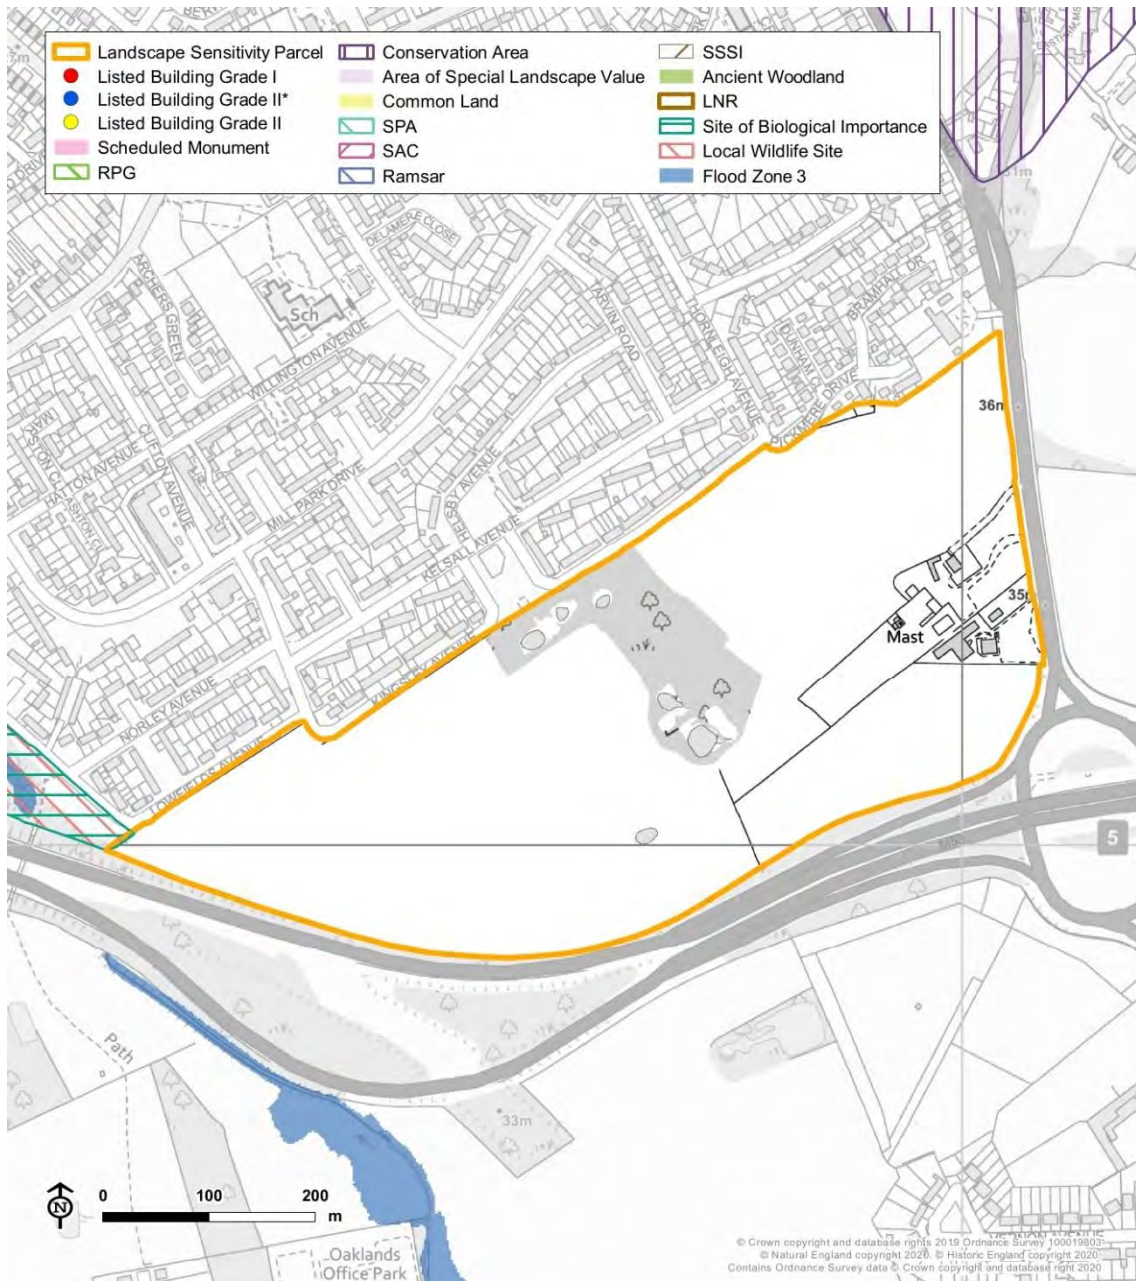 Landscape Sensitivity Parcel
Listed Building Grade I
Listed Building Grade II*
Listed Building Grade II
Scheduled Monument
RPG
Conservation Area
Area of Special Landscape Value
Common Land
SPA
SAC
Ramsar
SSSI
Ancient Woodland
LNR
Site of Biological Importance
Local Wildlife Site
Flood Zone 3
31m
DELAMERE CLOSE
ARCHERS GREEN
Sch
WILLINGTON AVENUE
ARVIN ROAD
THORNLEIGH AVENUE
DUNHAM CL
BRAMHALL DR
PICKMERE DRIVE
36m
HATTON AVENUE
ASHTON CL
CLIFTON AVENUE
MILL PARK DRIVE
HELSBY AVENUE
KELSALL AVENUE
35m
Mast
KINGSLEY AVENUE
NORLEY AVENUE
LOWFIELDS AVENUE
5
Path
33m
N
0 100 200
m
Oaklands
Office Park
© Crown copyright and database rights 2019 Ordnance Survey 100019803
© Natural England copyright 2020. © Historic England copyright 2020
Contains Ordnance Survey data © Crown copyright and database right 2020